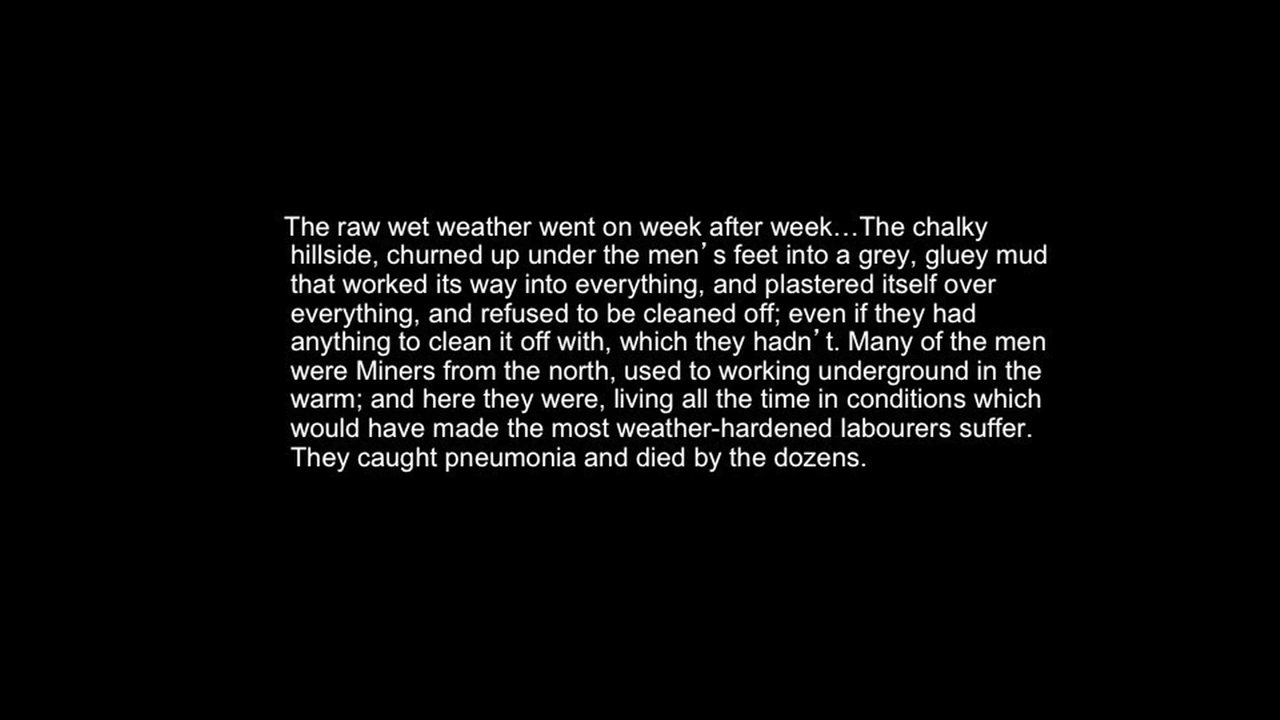 The raw wet weather went on week after week…The chalky
hillside, churned up under the men’s feet into a grey, gluey mud
that worked its way into everything, and plastered itself over
everything, and refused to be cleaned off; even if they had
anything to clean it off with, which they hadn’t. Many of the men
were Miners from the north, used to working underground in the
warm; and here they were, living all the time in conditions which
would have made the most weather-hardened labourers suffer.
They caught pneumonia and died by the dozens.